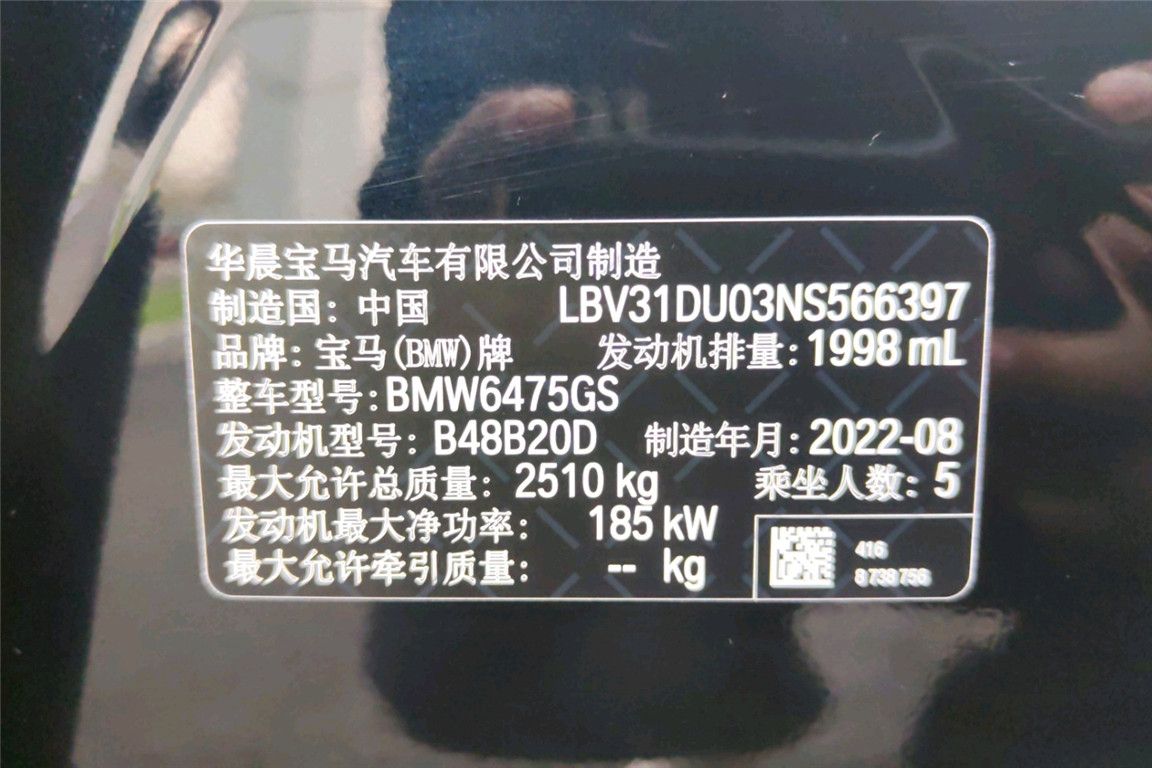 华晨宝马汽车有限公司制造
制造国: 中国 LBV31DU03NS566397
品牌: 宝马(BMW)牌 发动机排量: 1998 mL
整车型号: BMW6475GS
发动机型号: B48B20D 制造年月: 2022-08
最大允许总质量: 2510 kg 乘坐人数: 5
发动机最大净功率: 185 kW
最大允许牵引质量: -- kg
416
8 738 756